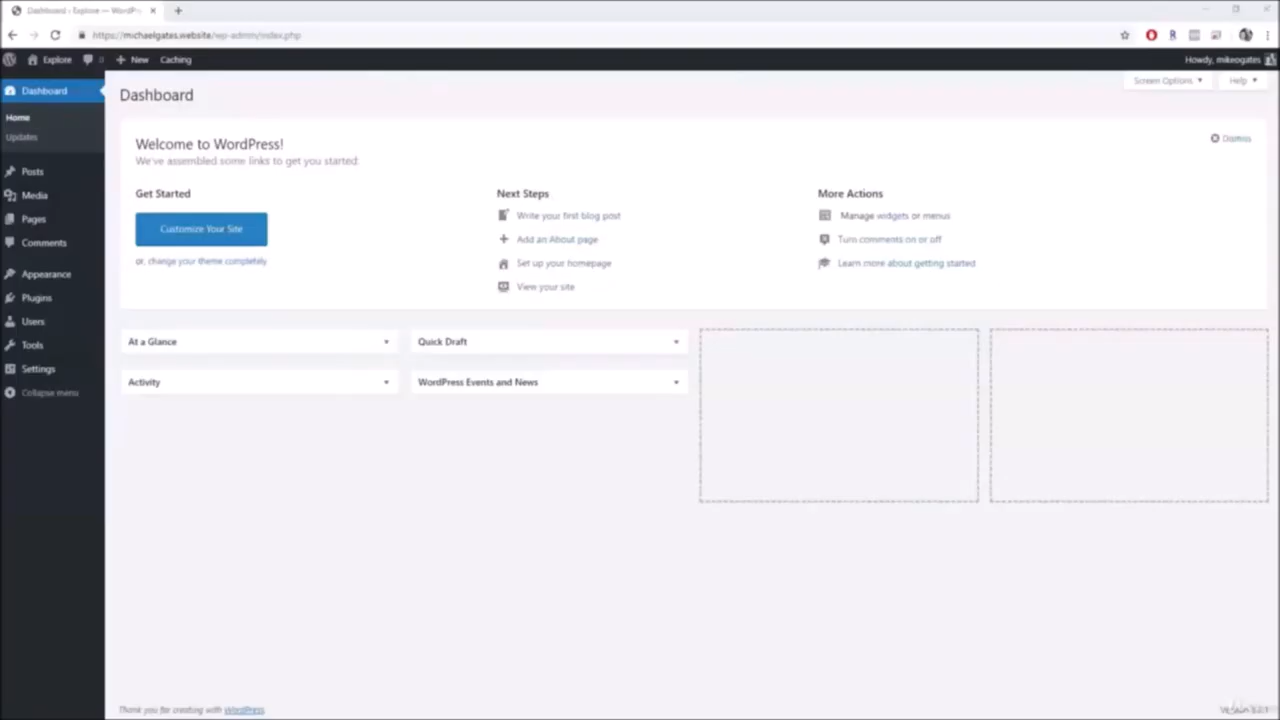 Dashboard ‹ Explore — WordPr
https://michaelgates.website/wp-admin/index.php
Explore
New
Caching
Howdy, mikeogates
Dashboard
Home
Updates
Posts
Media
Pages
Comments
Appearance
Plugins
Users
Tools
Settings
Collapse menu
Dashboard
Screen Options
Help
Welcome to WordPress!
We've assembled some links to get you started:
Dismiss
Get Started
Customize Your Site
or, change your theme completely
Next Steps
Write your first blog post
Add an About page
Set up your homepage
View your site
More Actions
Manage widgets or menus
Turn comments on or off
Learn more about getting started
At a Glance
Quick Draft
Activity
WordPress Events and News
Thank you for creating with WordPress
Version